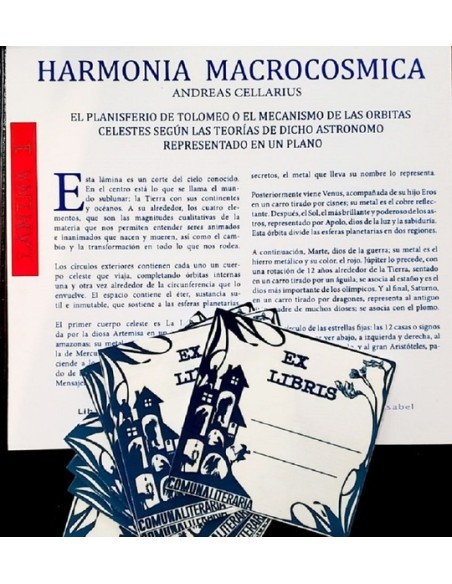 HARMONIA MACROCOSMICA
ANDREAS CELLARIUS
EL PLANISFERIO DE TOLOMEO O EL MECANISMO DE LAS ORBITAS
CELESTES SEGÚN LAS TEORÍAS DE DICHO ASTRONOMO
REPRESENTADO EN UN PLANO
LAMINA
Esta lámina es un corte del cielo conocido.
En el centro está lo que se llama el mun-
do sublunar; la Tierra con sus continentes
y océanos. A su alrededor, los cuatro ele-
mentos, que son las magnitudes cualitativas de la
materia que nos permiten entender seres animados
e inanimados que nacen y mueren, así como el cam-
bio y la transformación en todo lo que nos rodea.
Los círculos exteriores contienen cada uno un cuer-
po celeste que viaja, completando órbitas internas
una y otra vez alrededor de la circunferencia que lo
envuelve. El espacio contiene el éter, sustancia su-
til e inmutable, que sostiene a las esferas planetarias.
El primer cuerpo celeste es La
da por la diosa Artemisa en
amazonas: su
la de
ciende a
Mensaje
secretos, el metal que lleva su nombre lo representa.
Posteriormente viene Venus, acompañada de su hijo Eros
en un carro tirado por cisnes; su metal es el cobre reflec-
tante. Después, el Sol, el más brillante y poderoso de los as-
tros, representado en Apolo, dios de la luz y la sabiduría.
Esta órbita divide las esferas planetarias en dos regiones.
A continuación, Marte, dios de la guerra; su metal es el
hierro metálico y su color, el rojo. Júpiter lo precede, con
una rotación de 12 años alrededor de la Tierra, sentado
en un carro tirado por un águila; se asocia al estaño y es el
dios más importante de los olímpicos. Y al final, Saturno,
en un carro tirado por dragones, representa al antiguo
padre de muchos dioses; se asocia con el plomo.
círculo de las estrellas fijas: las 12 casas o signos
ver abajo, a izquierda y derecha, al
y al gran Aristóteles, pa-
Isabel
EX
LIBRIS
COMUNALITERARIA
EX
LIBRIS
COMUNALITERARIA